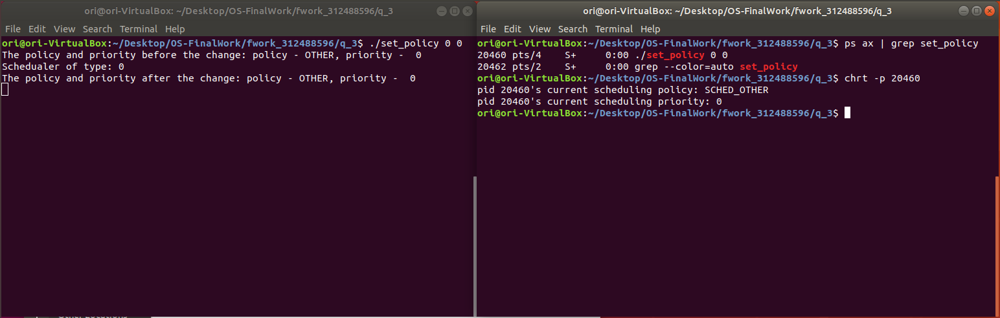 ori@ori-VirtualBox: ~/Desktop/OS-FinalWork/fwork_312488596/q_3
File Edit View Search Terminal Help
ori@ori-VirtualBox:~/Desktop/OS-FinalWork/fwork_312488596/q_3$ ./set_policy 0 0
The policy and priority before the change: policy - OTHER, priority -  0
Schedualer of type: 0
The policy and priority after the change: policy - OTHER, priority -  0
ori@ori-VirtualBox: ~/Desktop/OS-FinalWork/fwork_312488596/q_3
File Edit View Search Terminal Help
ori@ori-VirtualBox:~/Desktop/OS-FinalWork/fwork_312488596/q_3$ ps ax | grep set_policy
20460 pts/4    S+     0:00 ./set_policy 0 0
20462 pts/2    S+     0:00 grep --color=auto set_policy
ori@ori-VirtualBox:~/Desktop/OS-FinalWork/fwork_312488596/q_3$ chrt -p 20460
pid 20460's current scheduling policy: SCHED_OTHER
pid 20460's current scheduling priority: 0
ori@ori-VirtualBox:~/Desktop/OS-FinalWork/fwork_312488596/q_3$
Other Locations